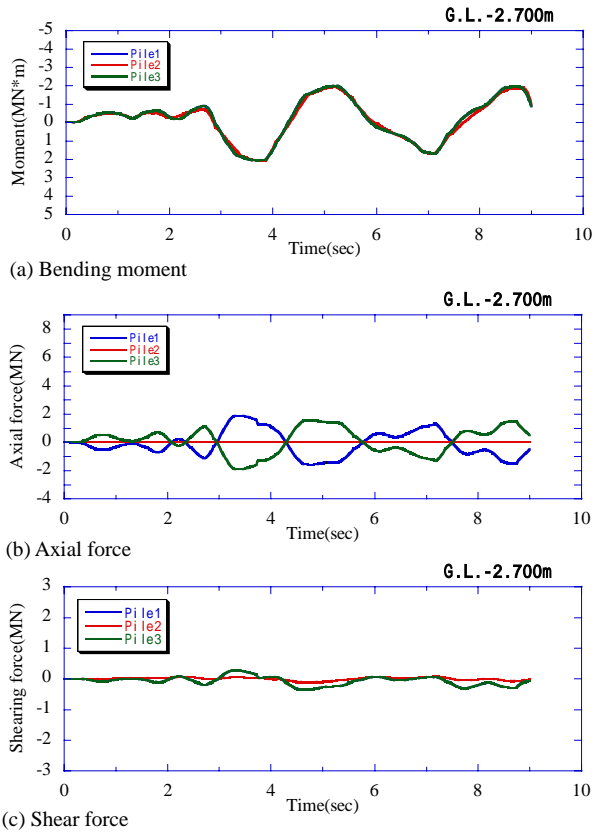 G.L.-2.700m
-5
-4
-3
-2
-1
0
1
2
3
4
5
Moment(MN*m)
Pile1
Pile2
Pile3
0 2 4 6 8 10
Time(sec)
(a) Bending moment
G.L.-2.700m
8
6
4
2
0
-2
-4
Axial force(MN)
Pile1
Pile2
Pile3
0 2 4 6 8 10
Time(sec)
(b) Axial force
G.L.-2.700m
3
2
1
0
-1
-2
-3
Shearing force(MN)
Pile1
Pile2
Pile3
0 2 4 6 8 10
Time(sec)
(c) Shear force